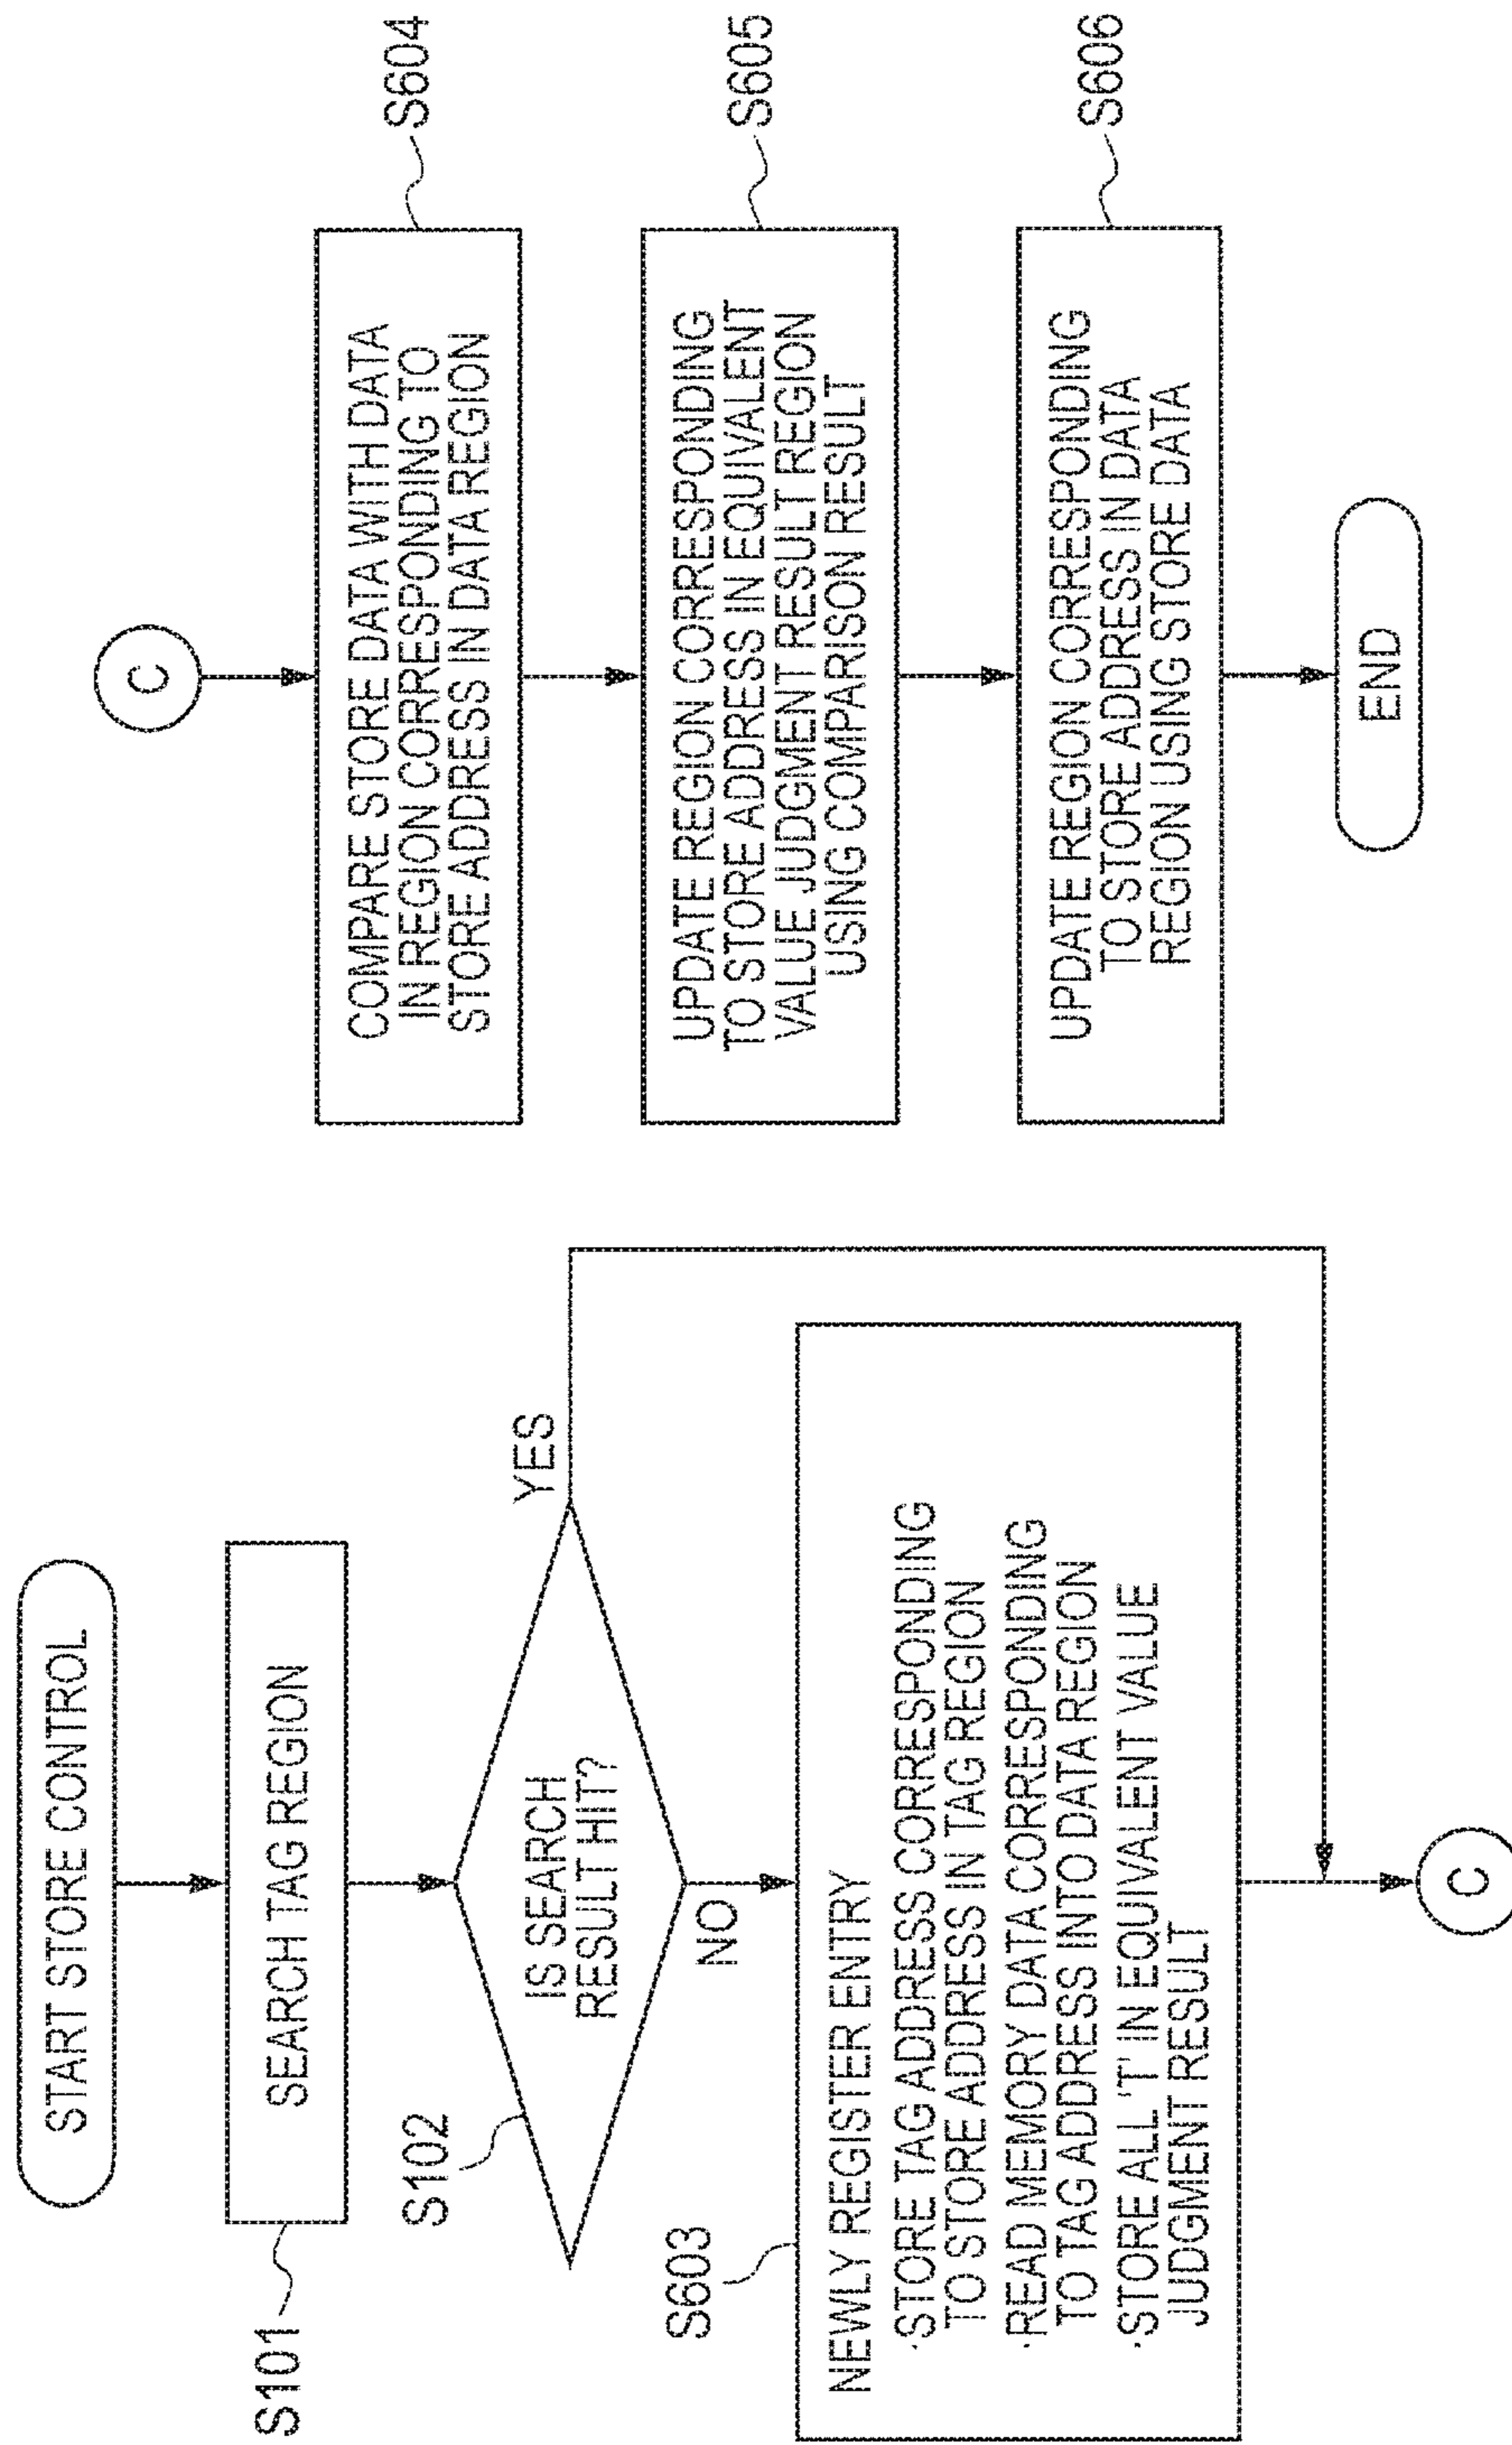 START STORE CONTROL
S101
SEARCH TAG REGION
S102
IS SEARCH
RESULT HIT?
YES
NO
S603
NEWLY REGISTER ENTRY
·STORE TAG ADDRESS CORRESPONDING
TO STORE ADDRESS IN TAG REGION
·READ MEMORY DATA CORRESPONDING
TO TAG ADDRESS INTO DATA REGION
·STORE ALL 'T' IN EQUIVALENT VALUE
JUDGMENT RESULT
C
C
COMPARE STORE DATA WITH DATA
IN REGION CORRESPONDING TO
STORE ADDRESS IN DATA REGION
S604
UPDATE REGION CORRESPONDING
TO STORE ADDRESS IN EQUIVALENT
VALUE JUDGMENT RESULT REGION
USING COMPARISON RESULT
S605
UPDATE REGION CORRESPONDING
TO STORE ADDRESS IN DATA
REGION USING STORE DATA
S606
END